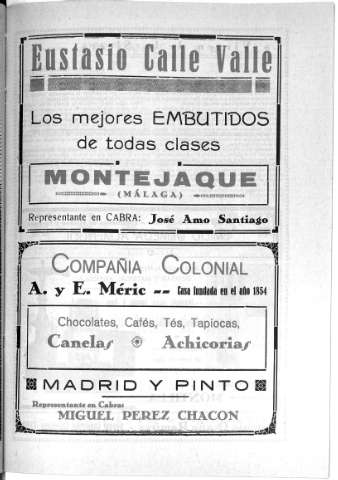 Eustasio Calle Valle
Los mejores EMBUTIDOS
de todas clases
MONTEJAQUE
(MÁLAGA)
Representante en CABRA: José Amo Santiago
COMPAÑIA COLONIAL
A. y E. Méric -- Casa fundada en el año 1854
Chocolates, Cafés, Tés, Tapiocas,
Canelas Achicorias
MADRID Y PINTO
Representante en Cabra:
MIGUEL PEREZ CHACON